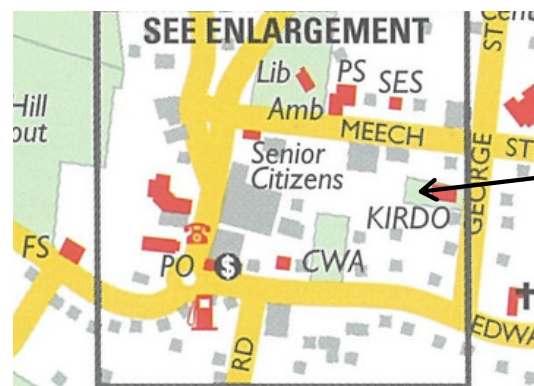 SEE ENLARGEMENT
ST
Lib
PS
SES
Amb
Hill
MEECH
ST
Senior
Citizens
GEORGE
KIRDO
FS
PO
$
CWA
RD
EDWA